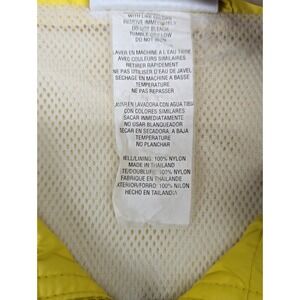 WITH LIKE COLORS
REMOVE IMMEDIATELY
DO NOT BLEACH
TUMBLE DRY LOW
DO NOT IRON
LAVER EN MACHINE A L'EAU TIEDE
AVEC COULEURS SIMILAIRES
RETIRER RAPIDEMENT
NE PAS UTILISER D'EAU DE JAVEL
SECHAGE EN MACHINE A BASSE
TEMPERATURE
NE PAS REPASSER
LAVAR EN LAVADORA CON AGUA TIBIA
CON COLORES SIMILARES
SACAR IMMEDIATAMENTE
NO USAR BLANQUEADOR
SECAR EN SECADORA, A BAJA
TEMPERATURE
NO PLANCHAR
SHELL/LINING: 100% NYLON
MADE IN THAILAND
TE/DOUBLURE: 100% NYLON
FABRIQUE EN THAILANDE
EXTERIOR/FORRO: 100% NILON
HECHO EN TAILANDIA